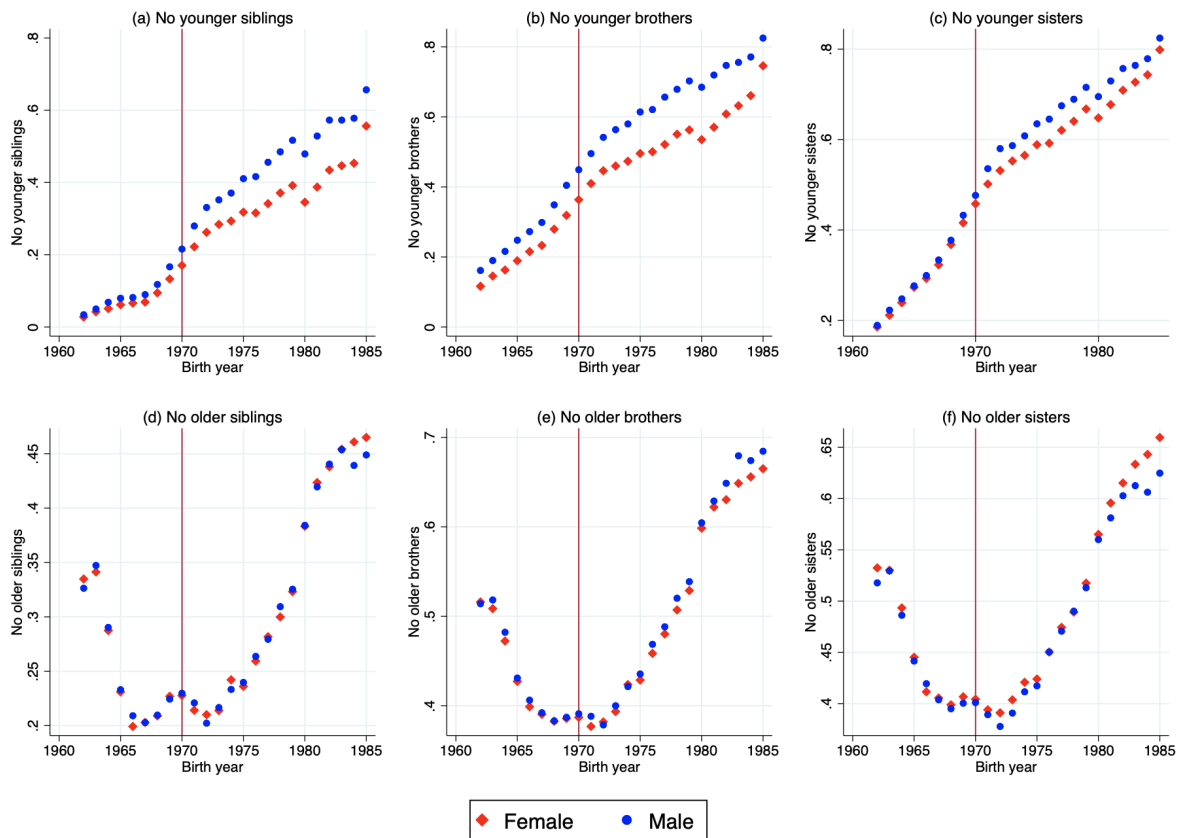 (a) No younger siblings
No younger siblings
.8
.6
.4
.2
0
1960 1965 1970 1975 1980 1985
Birth year
(b) No younger brothers
No younger brothers
.8
.6
.4
.2
0
1960 1965 1970 1975 1980 1985
Birth year
(c) No younger sisters
No younger sisters
.8
.6
.4
.2
1960 1970 1980
Birth year
(d) No older siblings
No older siblings
.45
.4
.35
.3
.25
.2
1960 1965 1970 1975 1980 1985
Birth year
(e) No older brothers
No older brothers
.7
.6
.5
.4
1960 1965 1970 1975 1980 1985
Birth year
(f) No older sisters
No older sisters
.65
.6
.55
.5
.45
.4
1960 1965 1970 1975 1980 1985
Birth year
Female Male